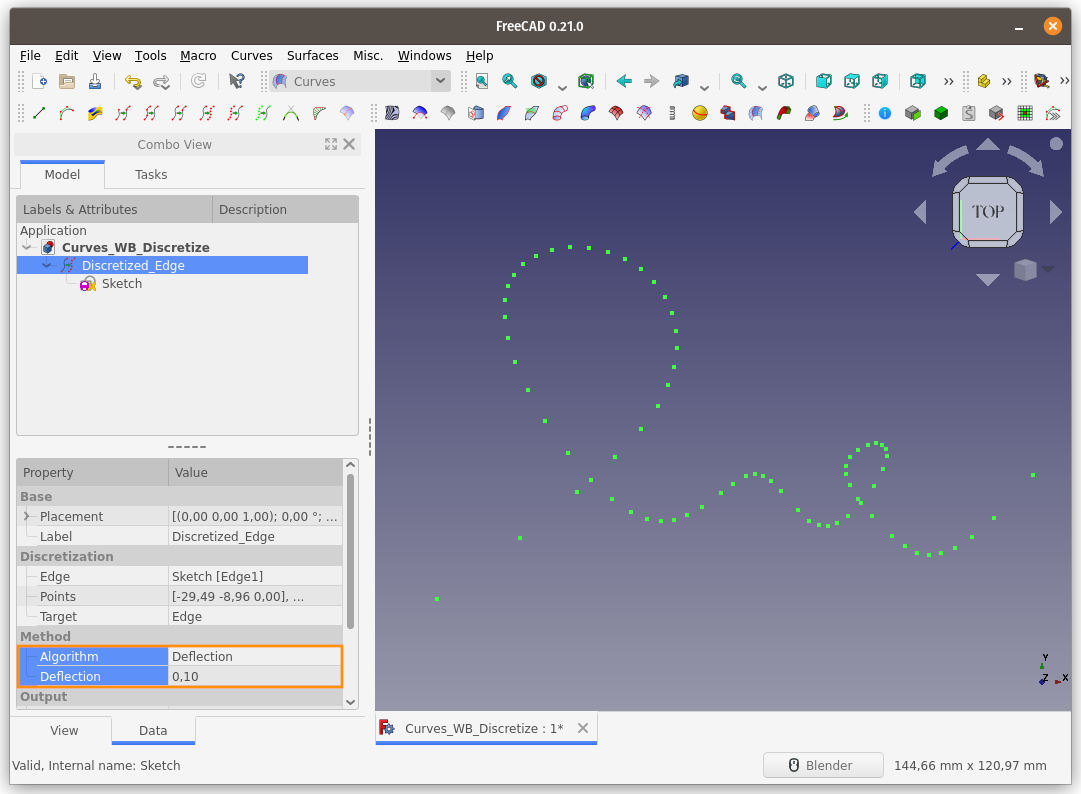 FreeCAD 0.21.0
File Edit View Tools Macro Curves Surfaces Misc. Windows Help
Curves
Combo View
Model Tasks
Labels & Attributes Description
Application
Curves_WB_Discretize
Discretized_Edge
Sketch
TOP
Property Value
Base
Placement [(0,00 0,00 1,00); 0,00 °; ...
Label Discretized_Edge
Discretization
Edge Sketch [Edge1]
Points [-29,49 -8,96 0,00], ...
Target Edge
Method
Algorithm Deflection
Deflection 0,10
Output
Y
Z X
View Data
Curves_WB_Discretize : 1*
Valid, Internal name: Sketch
Blender 144,66 mm x 120,97 mm